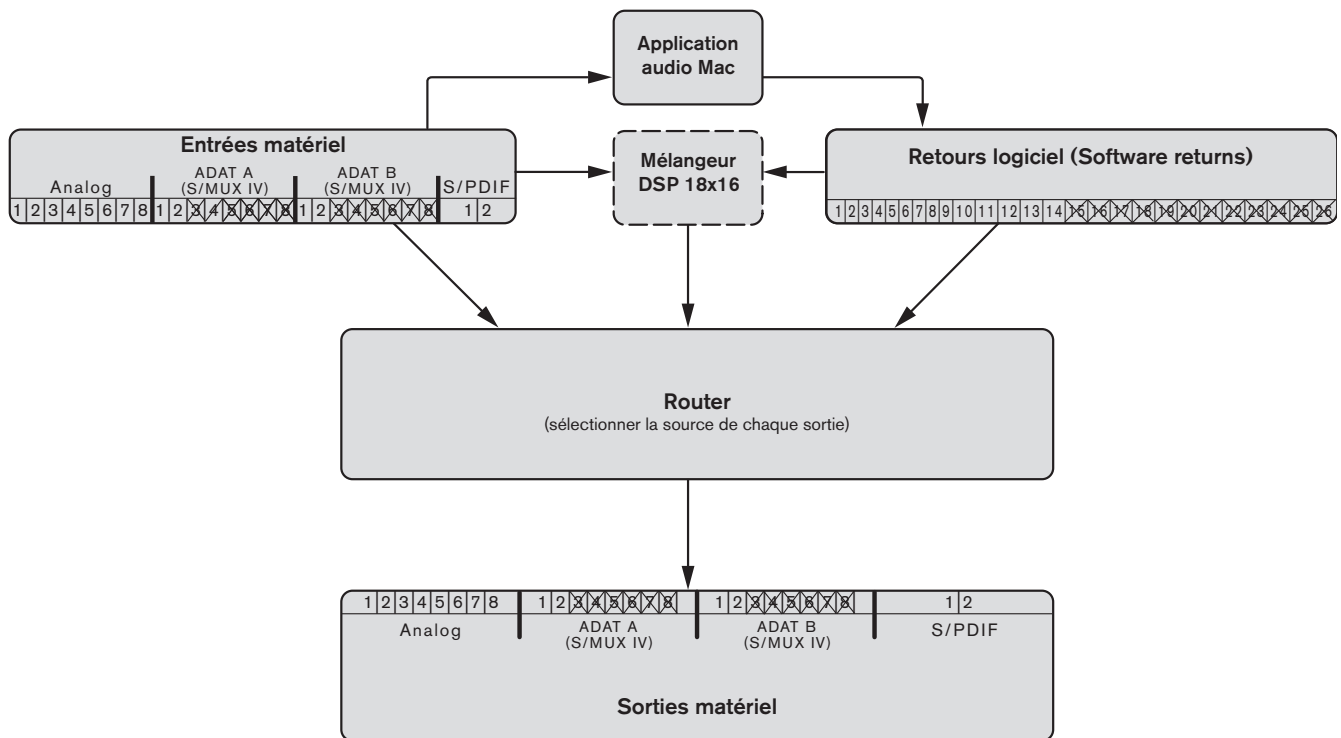 Application
audio Mac
Entrées matériel
ADAT A
(S/MUX IV)
ADAT B
(S/MUX IV)
Analog
S/PDIF
1 2 3 4 5 6 7 8 1 2 3 4 5 6 7 8 1 2 3 4 5 6 7 8 1 2
Mélangeur
DSP 18x16
Retours logiciel (Software returns)
1 2 3 4 5 6 7 8 9 10 11 12 13 14 15 16 17 18 19 20 21 22 23 24 25 26
Router
(sélectionner la source de chaque sortie)
1 2 3 4 5 6 7 8 1 2 3 4 5 6 7 8 1 2 3 4 5 6 7 8 1 2
Analog
ADAT A
(S/MUX IV)
ADAT B
(S/MUX IV)
S/PDIF
Sorties matériel